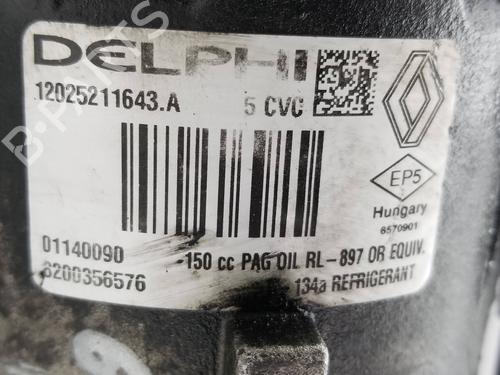 DELPHI
12025211643.A 5 CVC
EP5
Hungary
6570901
01140090 150 cc PAG OIL RL-897 OR EQUIV.
8200356576 134a REFRIGERANT
B-PARTS